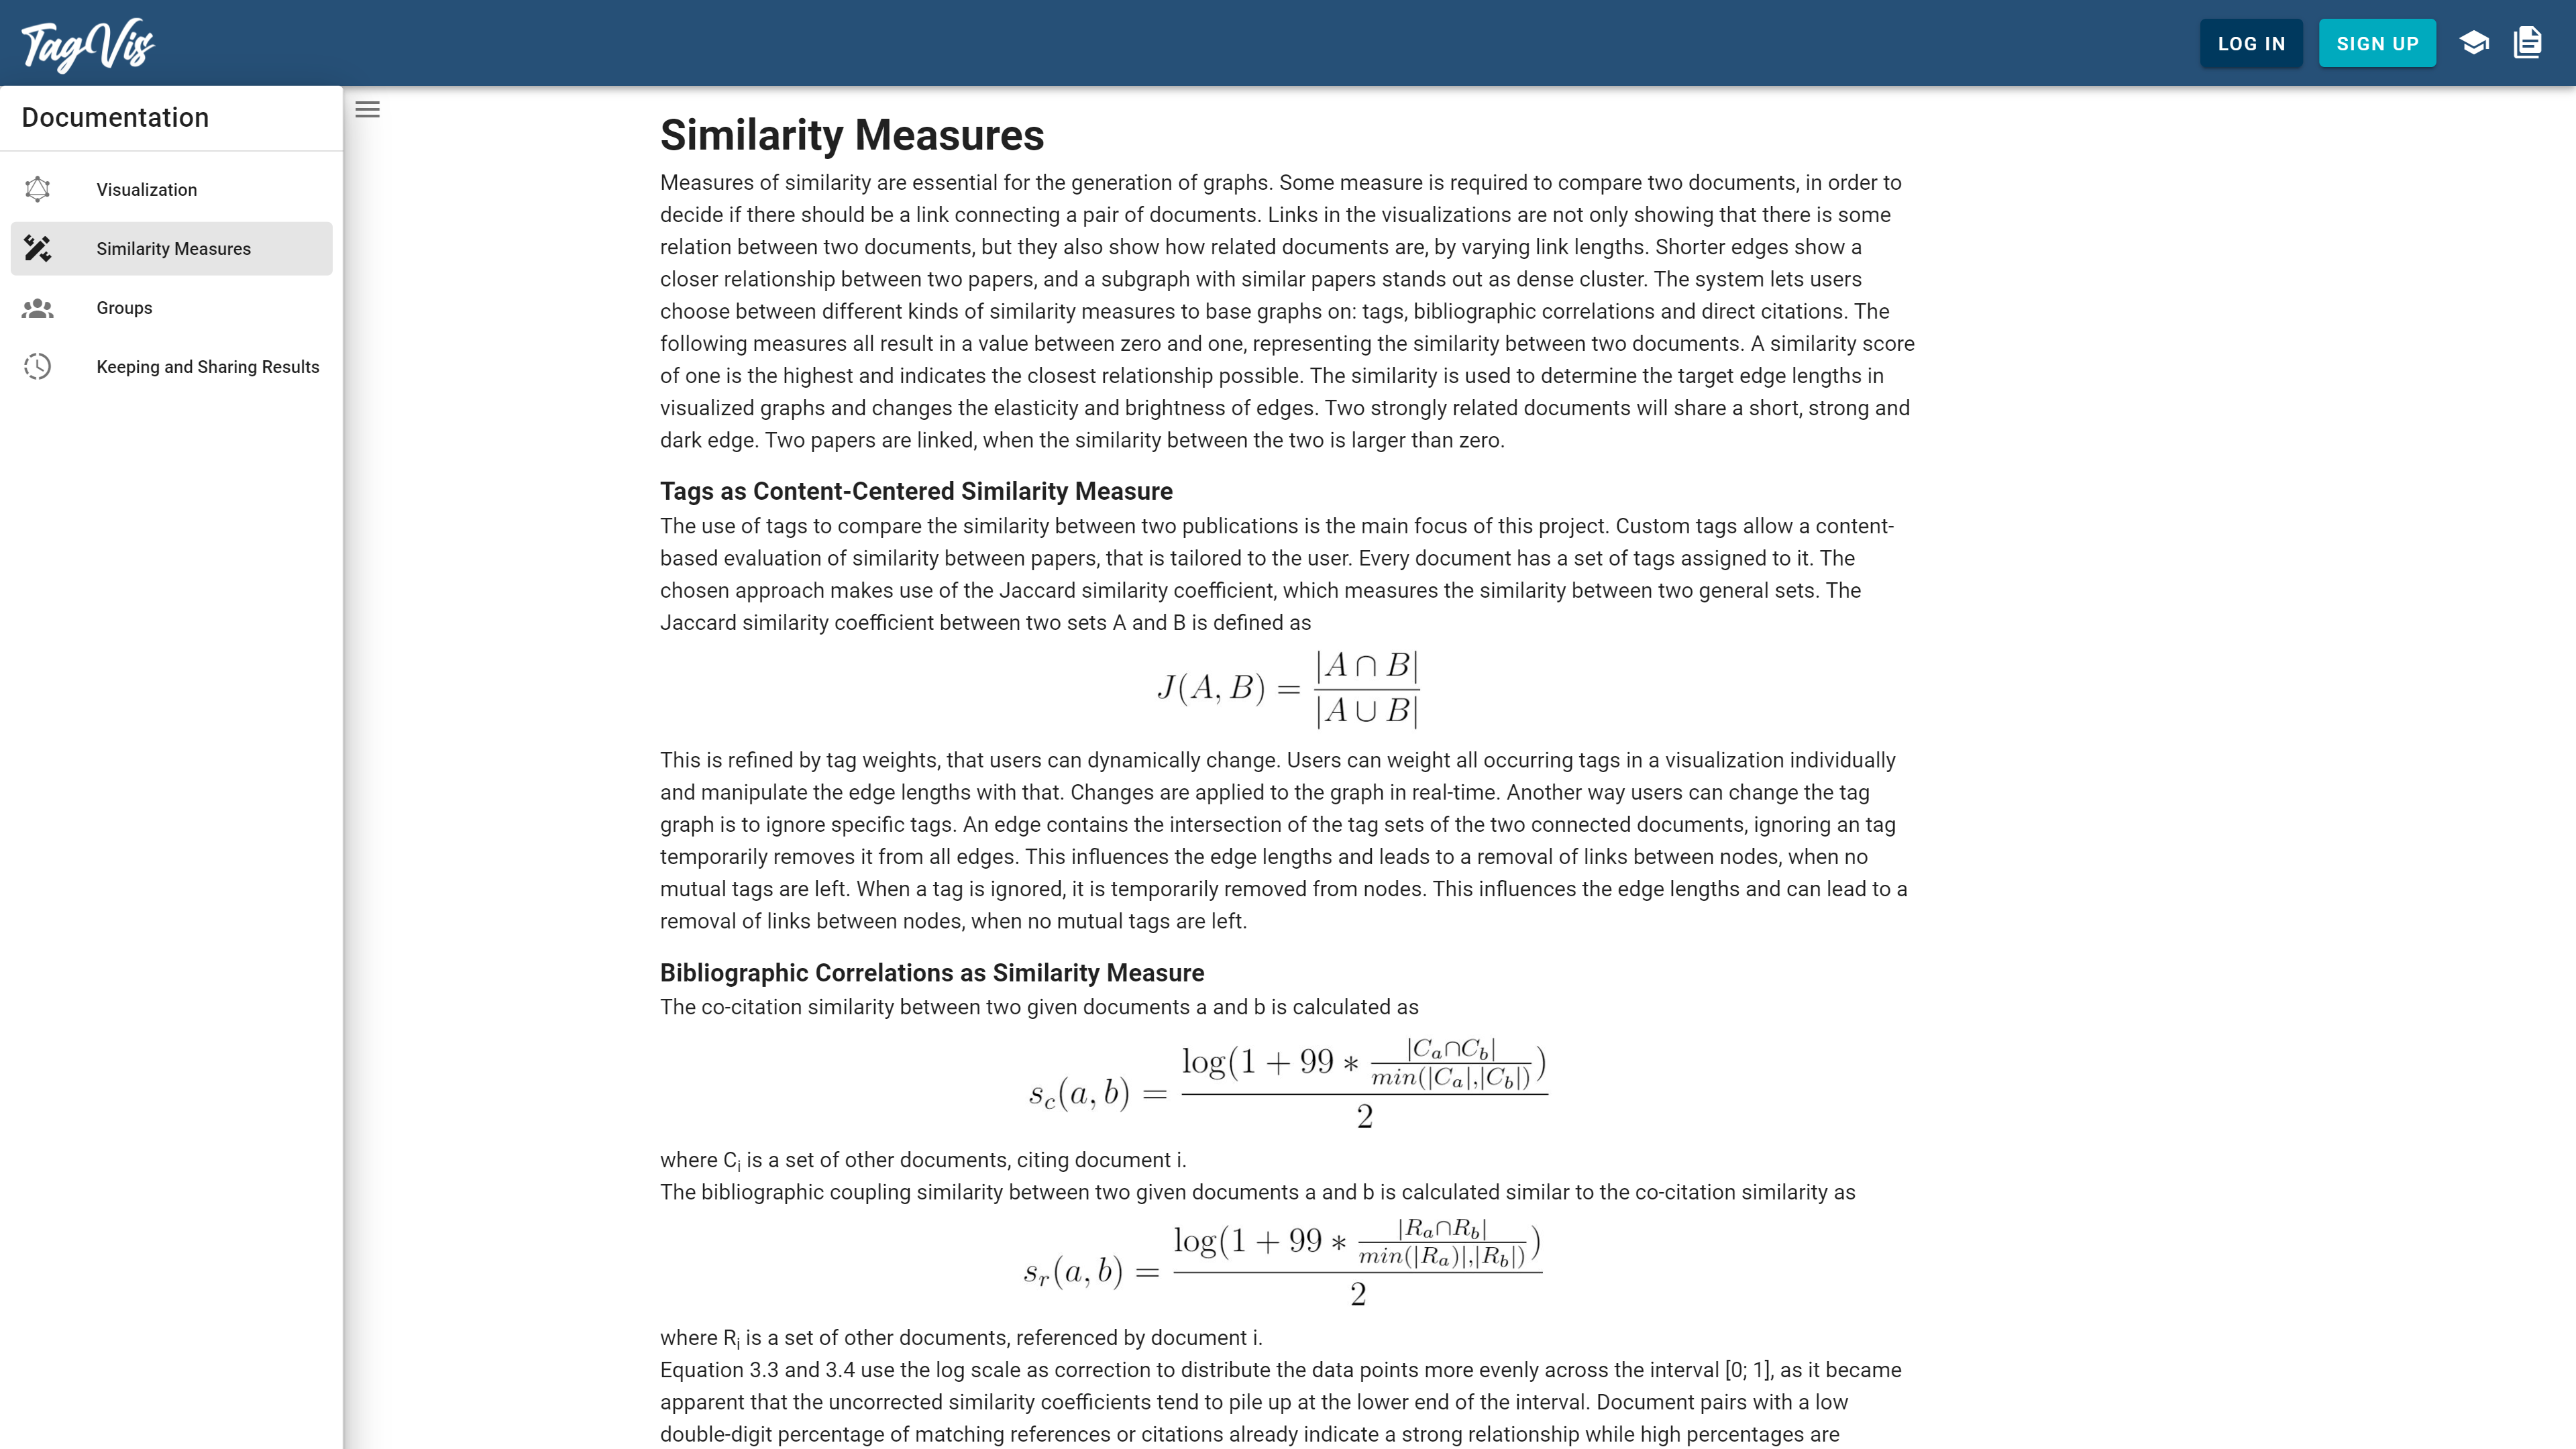 TagVis
LOG IN
SIGN UP
Documentation
Visualization
Similarity Measures
Groups
Keeping and Sharing Results
Similarity Measures
Measures of similarity are essential for the generation of graphs. Some measure is required to compare two documents, in order to
decide if there should be a link connecting a pair of documents. Links in the visualizations are not only showing that there is some
relation between two documents, but they also show how related documents are, by varying link lengths. Shorter edges show a
closer relationship between two papers, and a subgraph with similar papers stands out as dense cluster. The system lets users
choose between different kinds of similarity measures to base graphs on: tags, bibliographic correlations and direct citations. The
following measures all result in a value between zero and one, representing the similarity between two documents. A similarity score
of one is the highest and indicates the closest relationship possible. The similarity is used to determine the target edge lengths in
visualized graphs and changes the elasticity and brightness of edges. Two strongly related documents will share a short, strong and
dark edge. Two papers are linked, when the similarity between the two is larger than zero.
Tags as Content-Centered Similarity Measure
The use of tags to compare the similarity between two publications is the main focus of this project. Custom tags allow a content-
based evaluation of similarity between papers, that is tailored to the user. Every document has a set of tags assigned to it. The
chosen approach makes use of the Jaccard similarity coefficient, which measures the similarity between two general sets. The
Jaccard similarity coefficient between two sets A and B is defined as
J(A, B) = |A ∩ B| / |A ∪ B|
This is refined by tag weights, that users can dynamically change. Users can weight all occurring tags in a visualization individually
and manipulate the edge lengths with that. Changes are applied to the graph in real-time. Another way users can change the tag
graph is to ignore specific tags. An edge contains the intersection of the tag sets of the two connected documents, ignoring an tag
temporarily removes it from all edges. This influences the edge lengths and leads to a removal of links between nodes, when no
mutual tags are left. When a tag is ignored, it is temporarily removed from nodes. This influences the edge lengths and can lead to a
removal of links between nodes, when no mutual tags are left.
Bibliographic Correlations as Similarity Measure
The co-citation similarity between two given documents a and b is calculated as
s_c(a, b) = log(1 + 99 * |C_a∩C_b| / min(|C_a|,|C_b|)) / 2
where C_i is a set of other documents, citing document i.
The bibliographic coupling similarity between two given documents a and b is calculated similar to the co-citation similarity as
s_r(a, b) = log(1 + 99 * |R_a∩R_b| / min(|R_a)|,|R_b|)) / 2
where R_i is a set of other documents, referenced by document i.
Equation 3.3 and 3.4 use the log scale as correction to distribute the data points more evenly across the interval [0; 1], as it became
apparent that the uncorrected similarity coefficients tend to pile up at the lower end of the interval. Document pairs with a low
double-digit percentage of matching references or citations already indicate a strong relationship while high percentages are